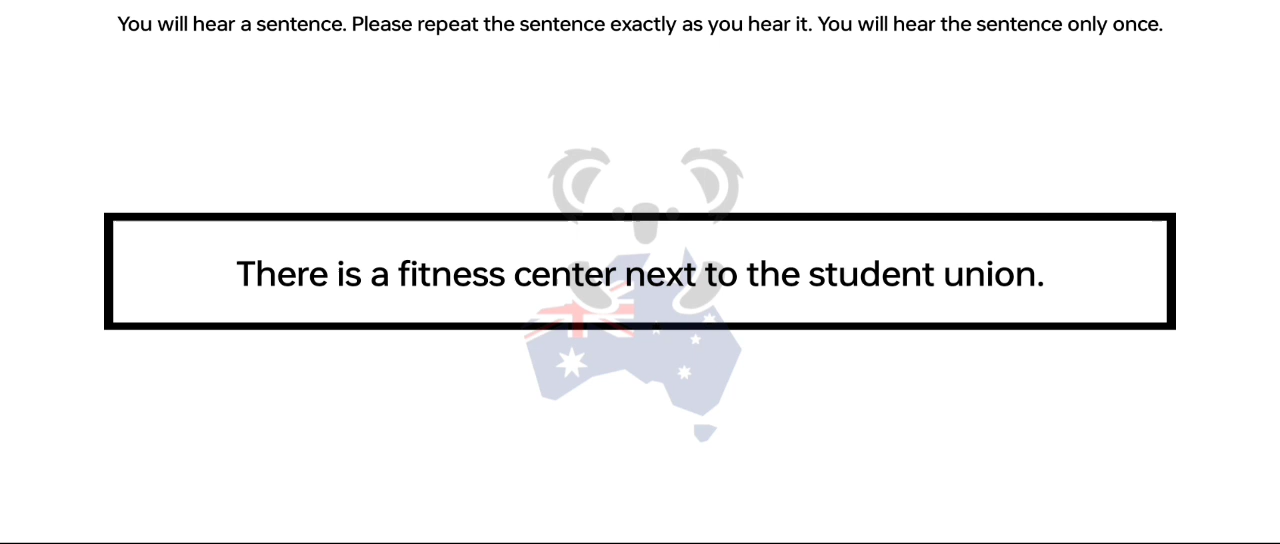 You will hear a sentence. Please repeat the sentence exactly as you hear it. You will hear the sentence only once.
There is a fitness center next to the student union.